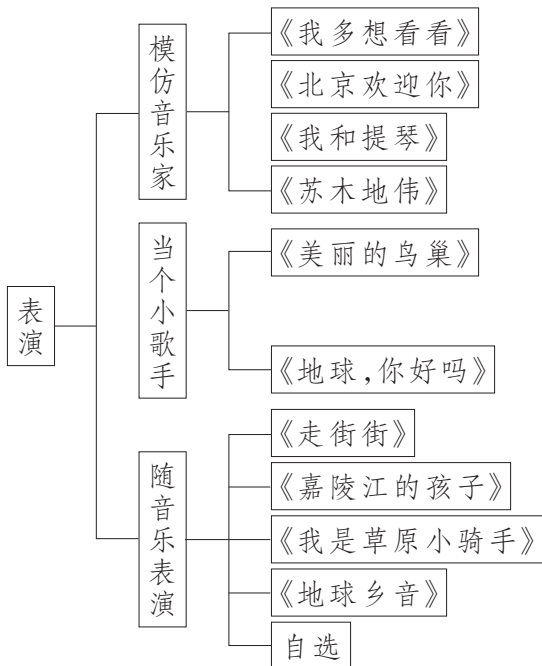 表演
模仿音乐家
《我多想看看》
《北京欢迎你》
《我和提琴》
《苏木地伟》
当个小歌手
《美丽的鸟巢》
《地球,你好吗》
随音乐表演
《走街街》
《嘉陵江的孩子》
《我是草原小骑手》
《地球乡音》
自选